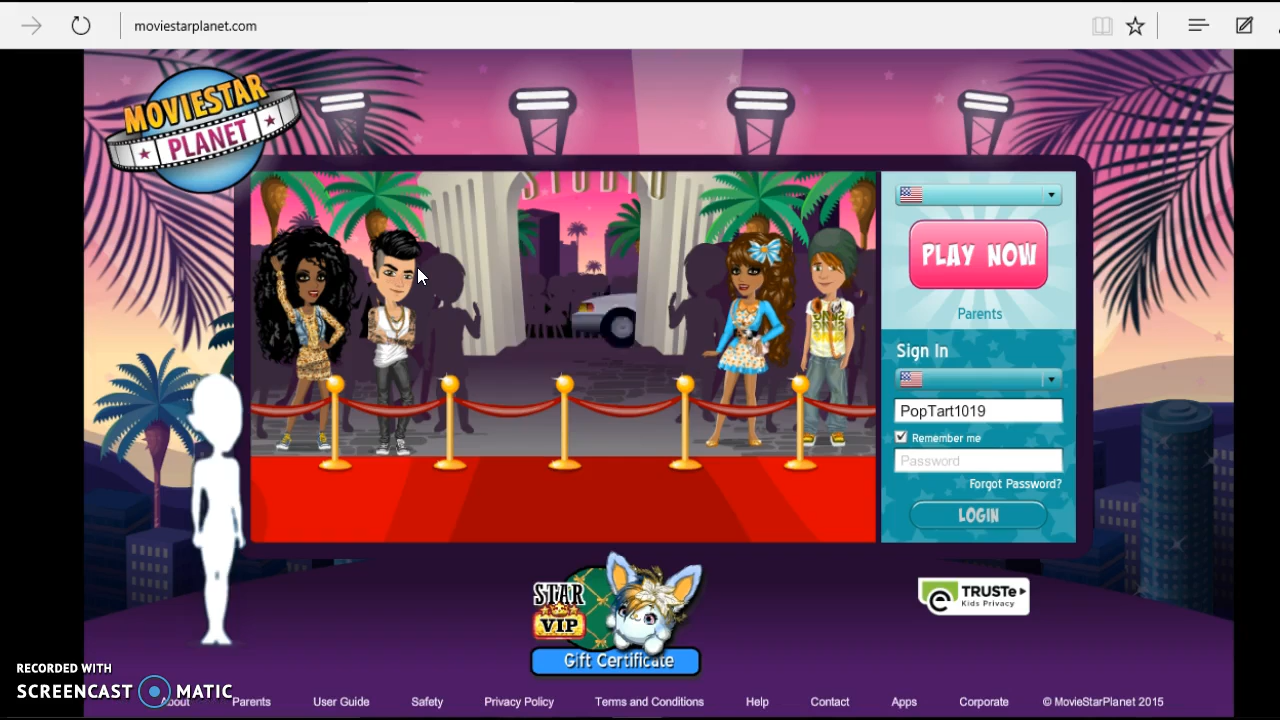 moviestarplanet.com
MOVIESTAR
PLANET
STUDIO
PLAY NOW
Parents
Sign In
PopTart1019
Remember me
Password
Forgot Password?
LOGIN
STAR
VIP
Gift Certificate
TRUSTe
Kids Privacy
RECORDED WITH
SCREENCAST MATIC
About Parents User Guide Safety Privacy Policy Terms and Conditions Help Contact Apps Corporate © MovieStarPlanet 2015